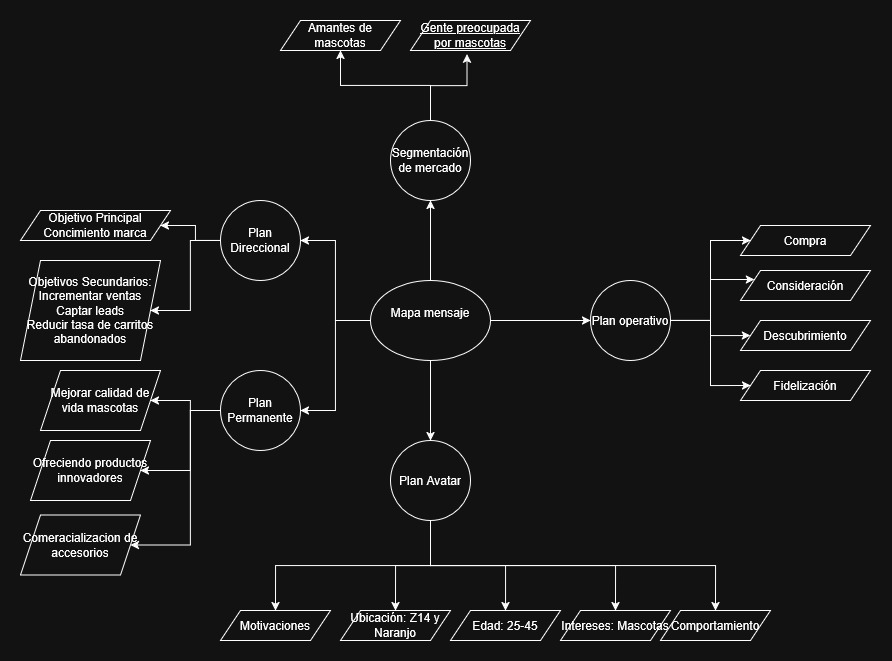 Amantes de
mascotas
Gente preocupada
por mascotas
Segmentación
de mercado
Plan
Direccional
Objetivo Principal
Concimiento marca
Objetivos Secundarios:
Incrementar ventas
Captar leads
Reducir tasa de carritos
abandonados
Mapa mensaje
Plan operativo
Compra
Consideración
Descubrimiento
Fidelización
Plan
Permanente
Mejorar calidad de
vida mascotas
Ofreciendo productos
innovadores
Comeracializacion de
accesorios
Plan Avatar
Motivaciones
Ubicación: Z14 y
Naranjo
Edad: 25-45
Intereses: Mascotas
Comportamiento